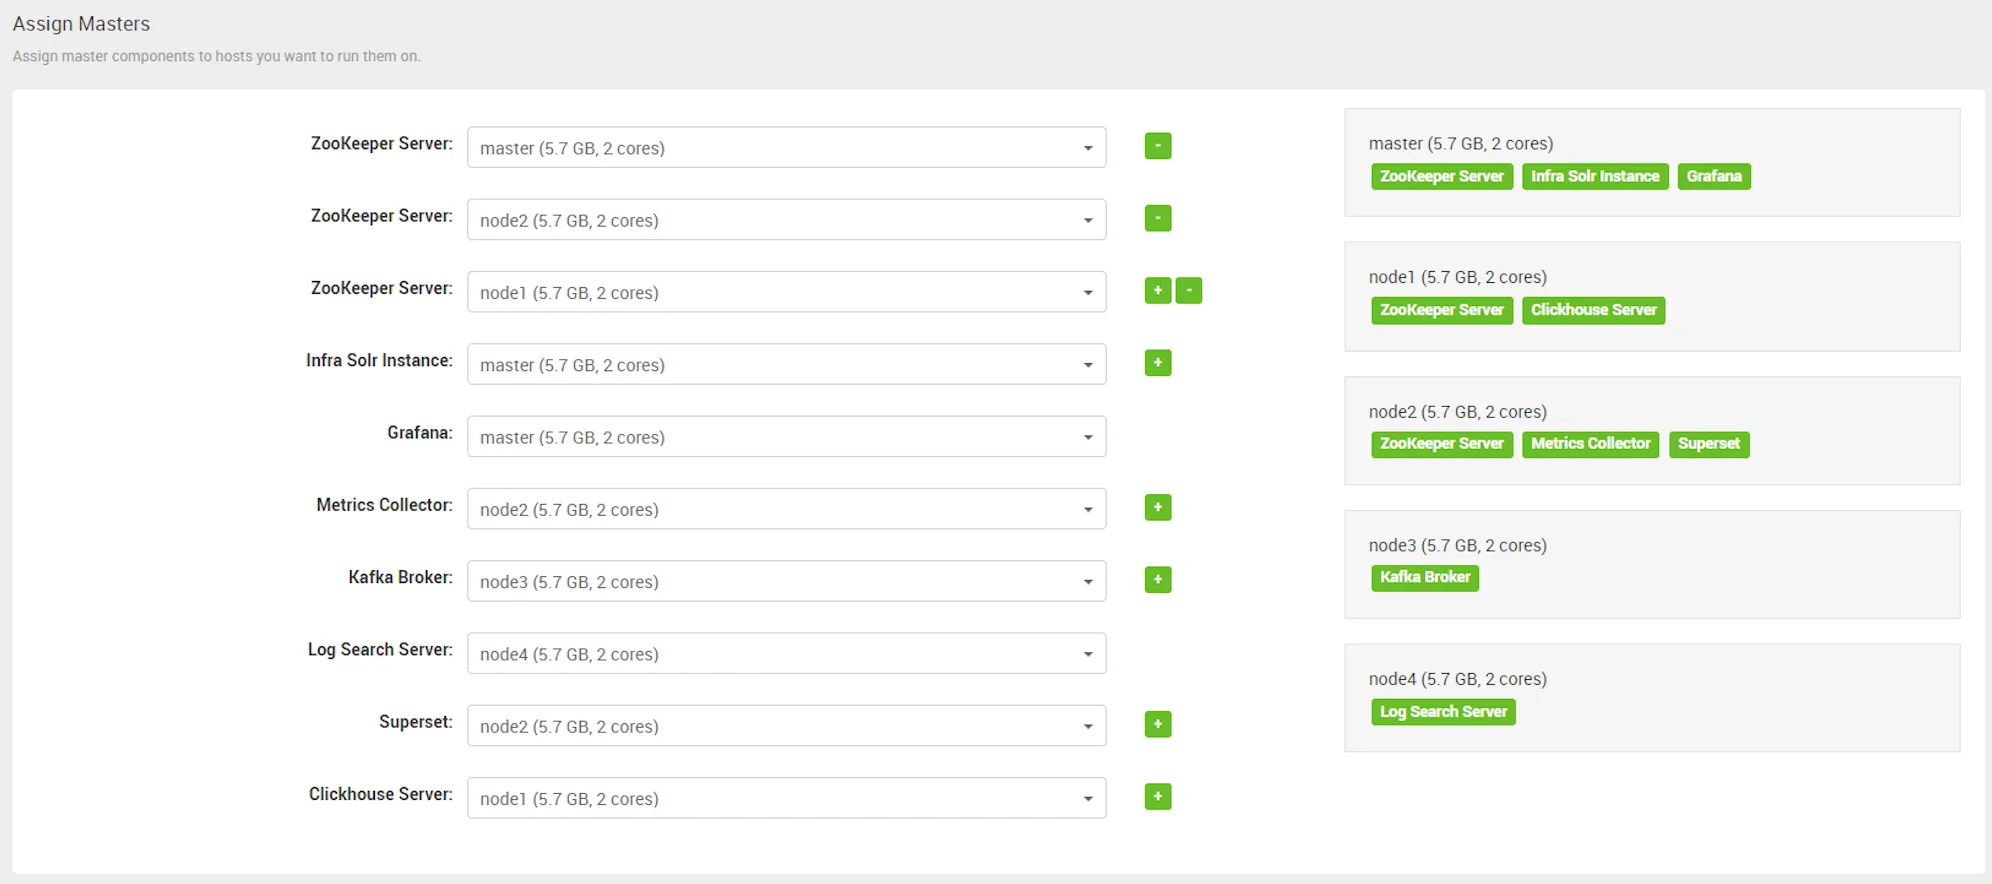 Assign Masters
Assign master components to hosts you want to run them on.
ZooKeeper Server: master (5.7 GB, 2 cores) -
ZooKeeper Server: node2 (5.7 GB, 2 cores) -
ZooKeeper Server: node1 (5.7 GB, 2 cores) + -
Infra Solr Instance: master (5.7 GB, 2 cores) +
Grafana: master (5.7 GB, 2 cores)
Metrics Collector: node2 (5.7 GB, 2 cores) +
Kafka Broker: node3 (5.7 GB, 2 cores) +
Log Search Server: node4 (5.7 GB, 2 cores)
Superset: node2 (5.7 GB, 2 cores) +
Clickhouse Server: node1 (5.7 GB, 2 cores) +
master (5.7 GB, 2 cores)
ZooKeeper Server Infra Solr Instance Grafana
node1 (5.7 GB, 2 cores)
ZooKeeper Server Clickhouse Server
node2 (5.7 GB, 2 cores)
ZooKeeper Server Metrics Collector Superset
node3 (5.7 GB, 2 cores)
Kafka Broker
node4 (5.7 GB, 2 cores)
Log Search Server